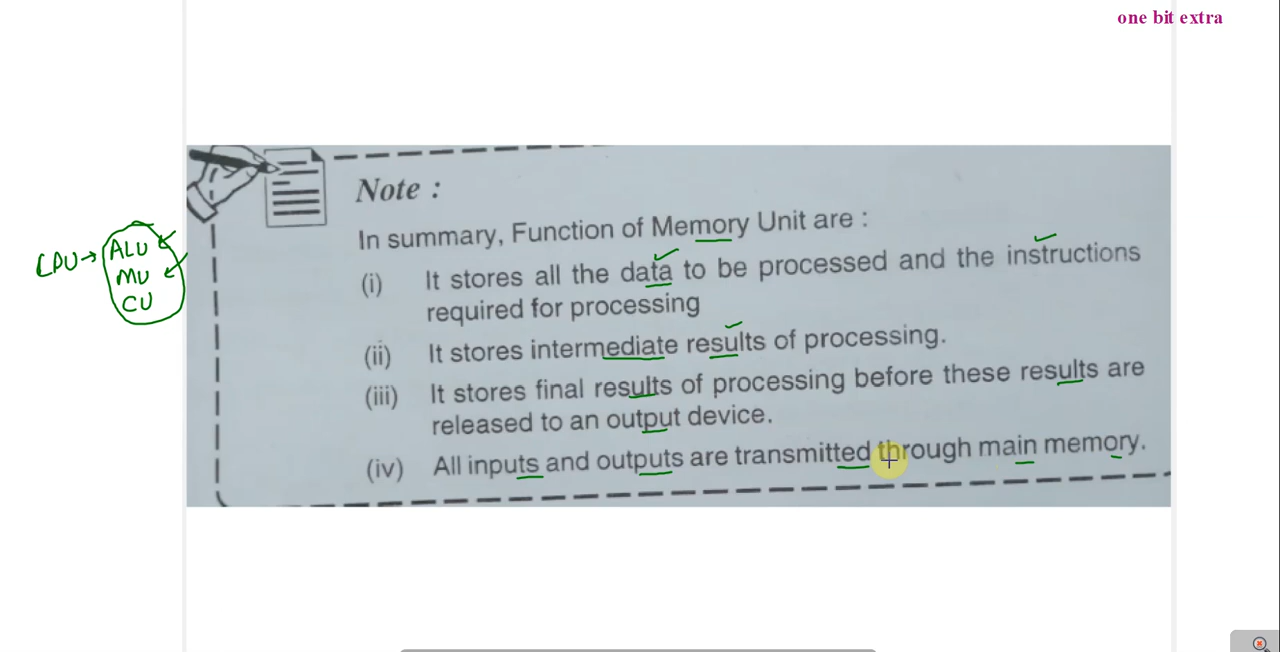 one bit extra
Note :
In summary, Function of Memory Unit are :
(i) It stores all the data to be processed and the instructions
required for processing
(ii) It stores intermediate results of processing.
(iii) It stores final results of processing before these results are
released to an output device.
(iv) All inputs and outputs are transmitted through main memory.
CPU→
ALU
MU
CU